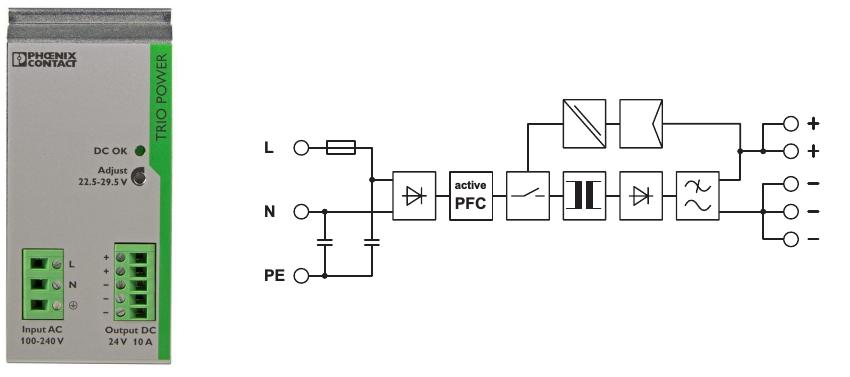 PHŒNIX
CONTACT
TRIO POWER
DC OK
Adjust
22.5-29.5 V
+
+
−
−
−
L
N
Input AC
100-240 V
Output DC
24 V 10 A
L
N
PE
active
PFC
+
+
−
−
−